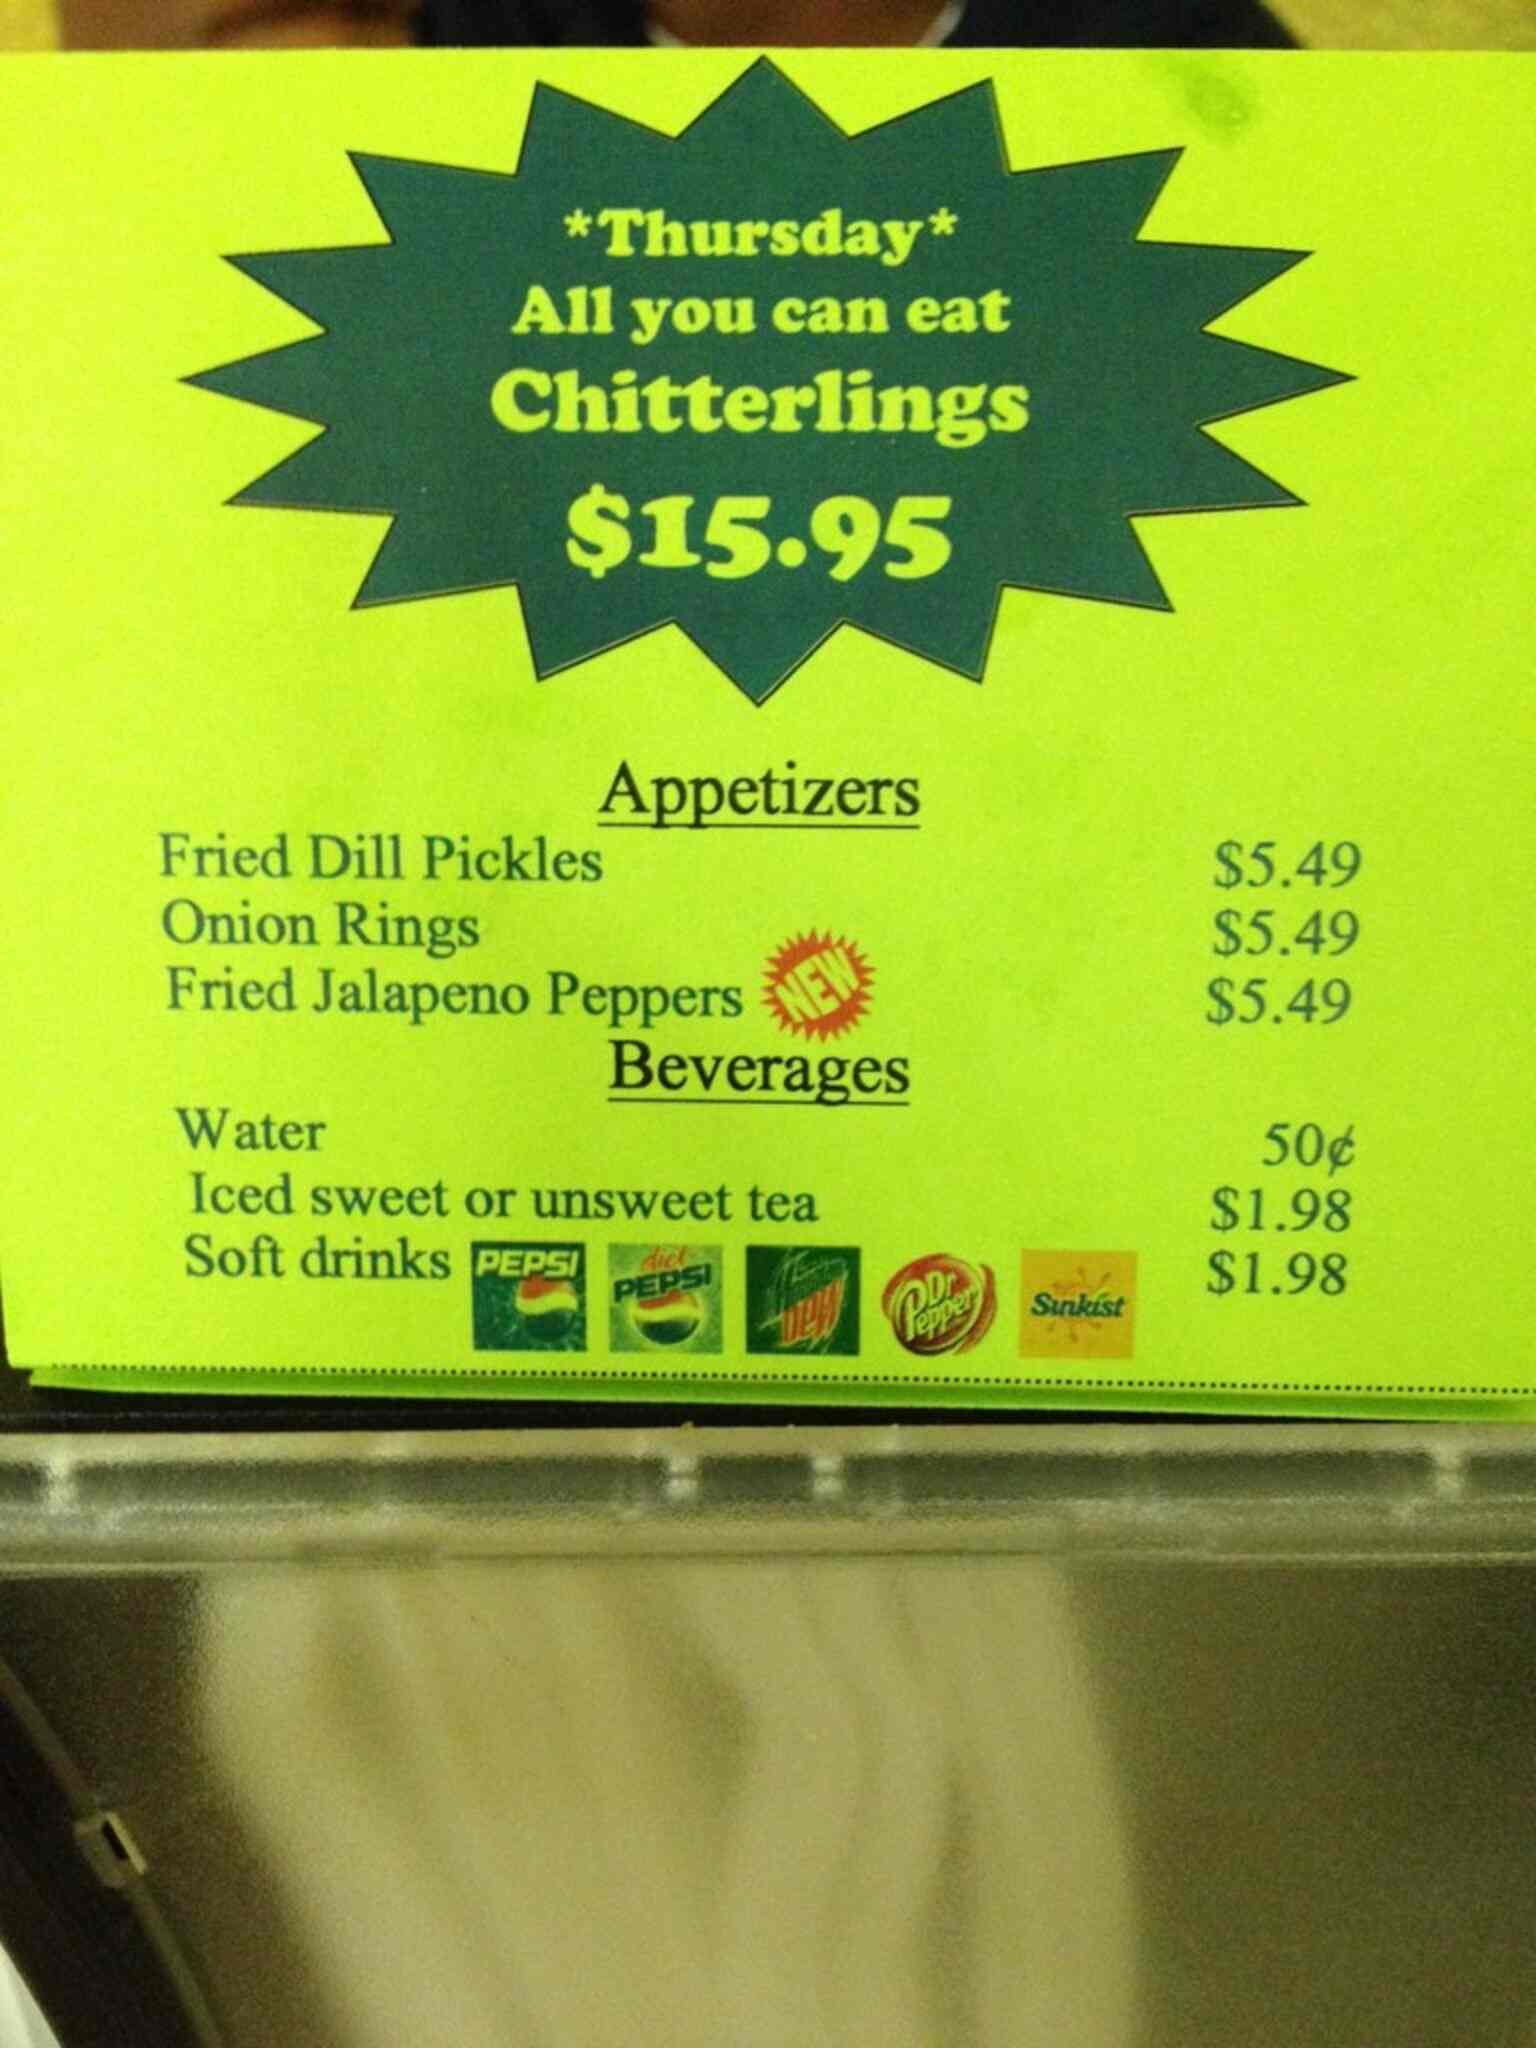 *Thursday*
All you can eat
Chitterlings
$15.95
Appetizers
Fried Dill Pickles $5.49
Onion Rings $5.49
Fried Jalapeno Peppers NEW $5.49
Beverages
Water 50¢
Iced sweet or unsweet tea $1.98
Soft drinks PEPSI diet PEPSI Mountain Dew Dr Pepper Sunkist $1.98